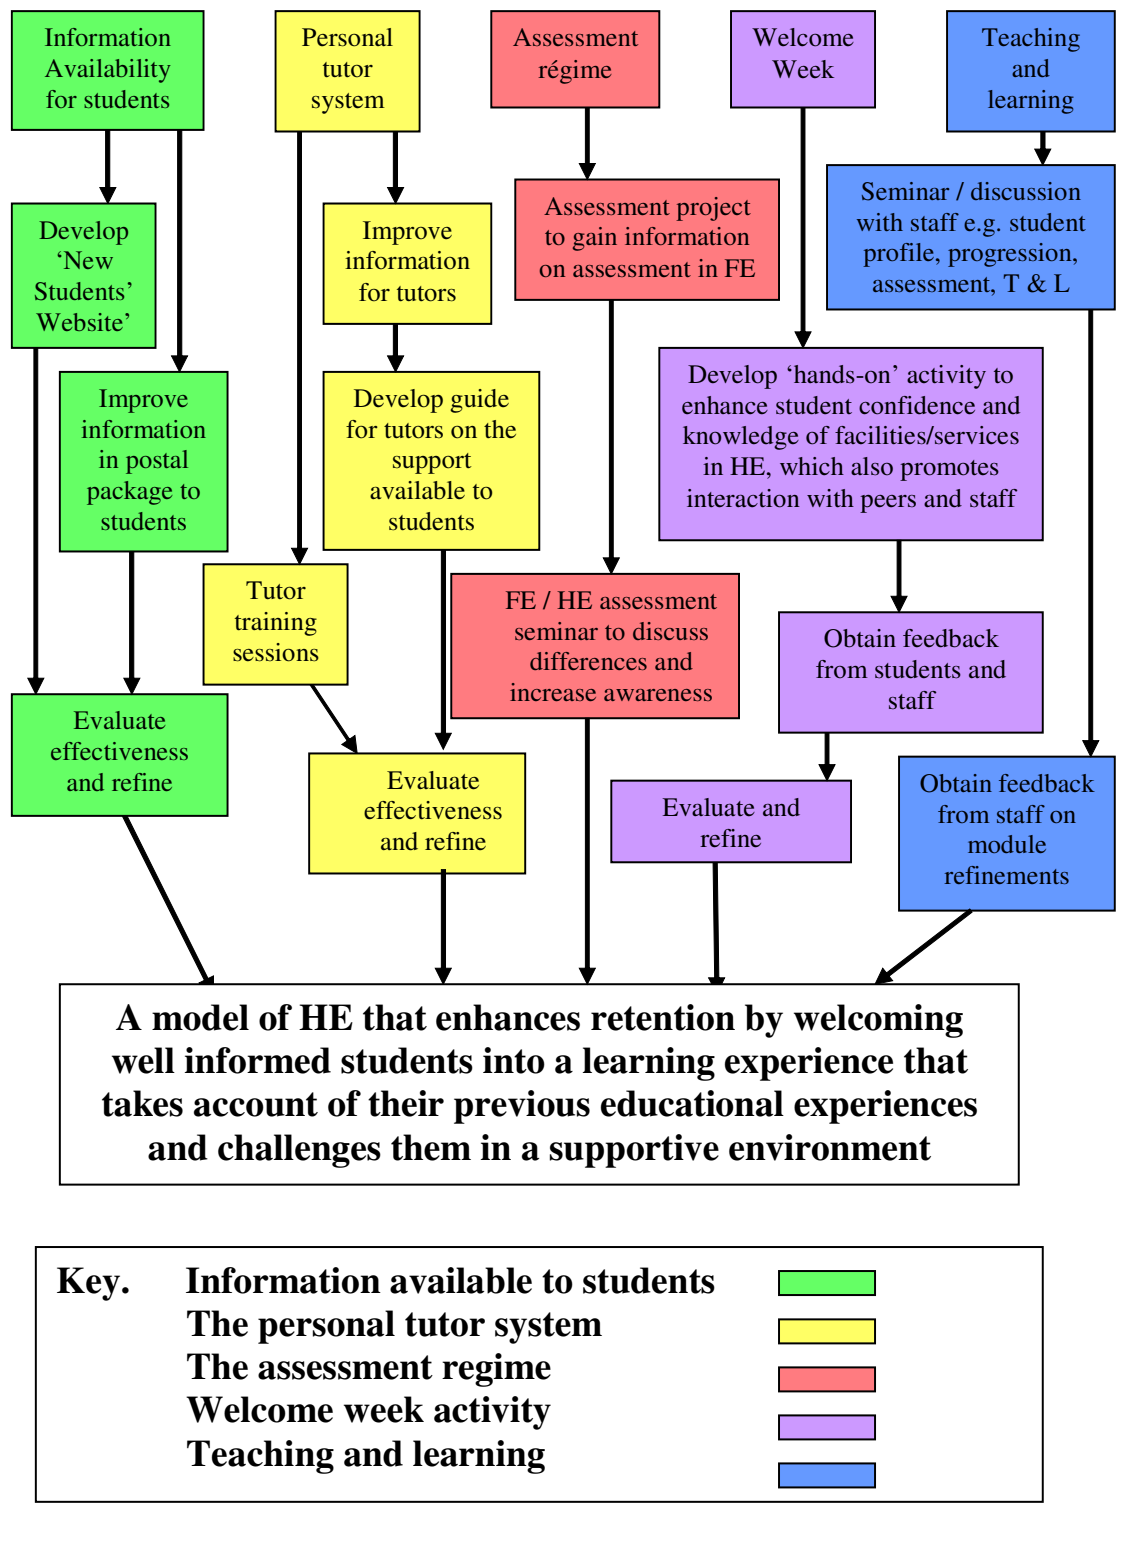 Information
Availability
for students
Personal
tutor
system
Assessment
régime
Welcome
Week
Teaching
and
learning
Develop
‘New
Students’
Website’
Improve
information
for tutors
Assessment project
to gain information
on assessment in FE
Seminar / discussion
with staff e.g. student
profile, progression,
assessment, T & L
Improve
information
in postal
package to
students
Develop guide
for tutors on the
support
available to
students
Develop ‘hands-on’ activity to
enhance student confidence and
knowledge of facilities/services
in HE, which also promotes
interaction with peers and staff
Tutor
training
sessions
FE / HE assessment
seminar to discuss
differences and
increase awareness
Obtain feedback
from students and
staff
Evaluate
effectiveness
and refine
Evaluate
effectiveness
and refine
Evaluate and
refine
Obtain feedback
from staff on
module
refinements
A model of HE that enhances retention by welcoming
well informed students into a learning experience that
takes account of their previous educational experiences
and challenges them in a supportive environment
Key. Information available to students
The personal tutor system
The assessment regime
Welcome week activity
Teaching and learning